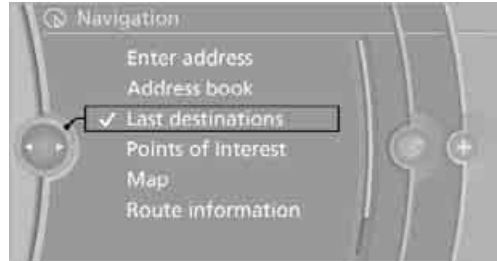 Navigation
Enter address
Address book
Last destinations
Points of Interest
Map
Route information